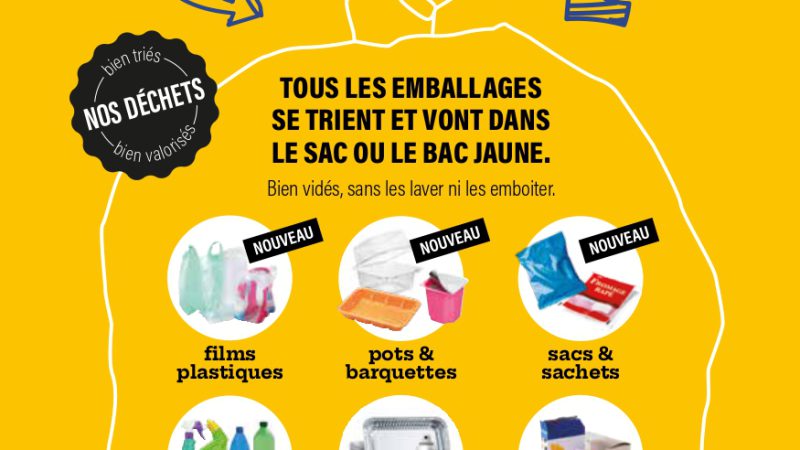 bien triés
NOS DÉCHETS
bien valorisés
TOUS LES EMBALLAGES
SE TRIENT ET VONT DANS
LE SAC OU LE BAC JAUNE.
Bien vidés, sans les laver ni les emboiter.
NOUVEAU
NOUVEAU
NOUVEAU
FROMAGE
RAPÉ
films
plastiques
pots &
barquettes
sacs &
sachets